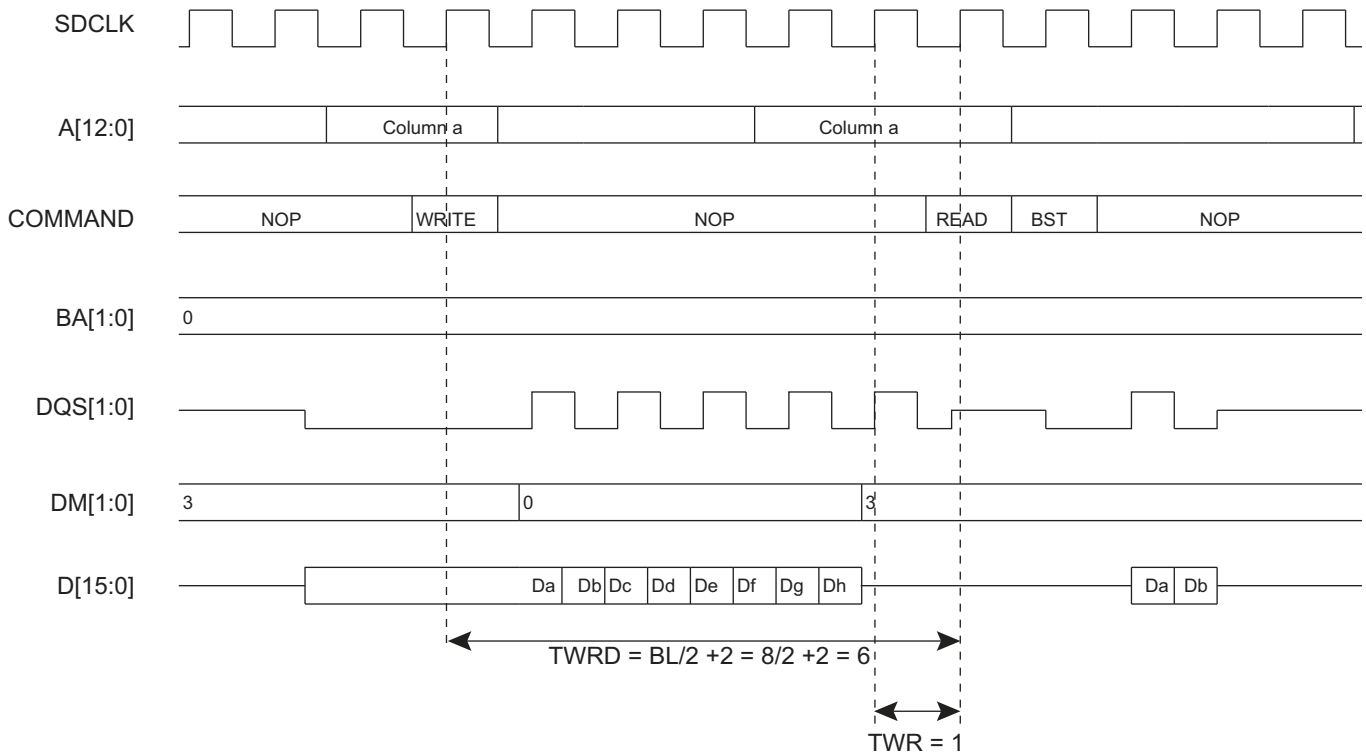 SDCLK
A[12:0] Column a Column a
COMMAND NOP WRITE NOP READ BST NOP
BA[1:0] 0
DQS[1:0]
DM[1:0] 3 0 3
D[15:0] Da Db Dc Dd De Df Dg Dh Da Db
TWRD = BL/2 +2 = 8/2 +2 = 6
TWR = 1